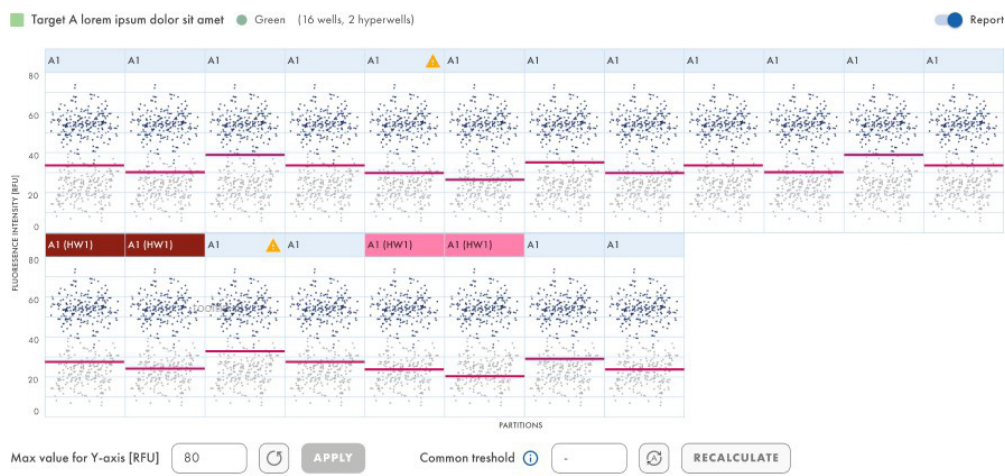 Target A lorem ipsum dolor sit amet Green (16 wells, 2 hyperwells) Report
A1 A1 A1 A1 A1 A1 A1 A1 A1 A1 A1 A1
80
60
40
20
0
FLUORESENCE INTENSITY [RFU]
A1 (HW1) A1 (HW1) A1 A1 A1 (HW1) A1 (HW1) A1 A1
80
60
40
20
0
PARTITIONS
Max value for Y-axis [RFU] 80 APPLY Common treshold - RECALCULATE